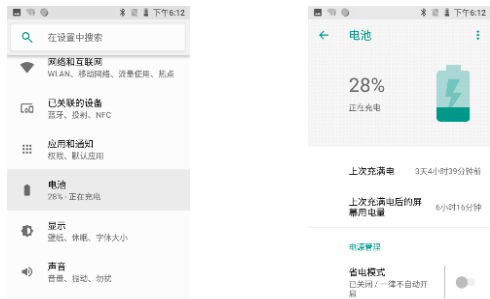 下午6:12
在设置中搜索
网络和互联网
WLAN、移动网络、流量使用、热点
已关联的设备
蓝牙、投射、NFC
应用和通知
权限、默认应用
电池
28% - 正在充电
显示
壁纸、休眠、字体大小
声音
音量、振动、勿扰
下午6:12
电池
28%
正在充电
上次充满电 3天4小时39分钟前
上次充满电后的屏 6小时16分钟
幕用电量
电源管理
省电模式
已关闭 / 一律不自动开
启